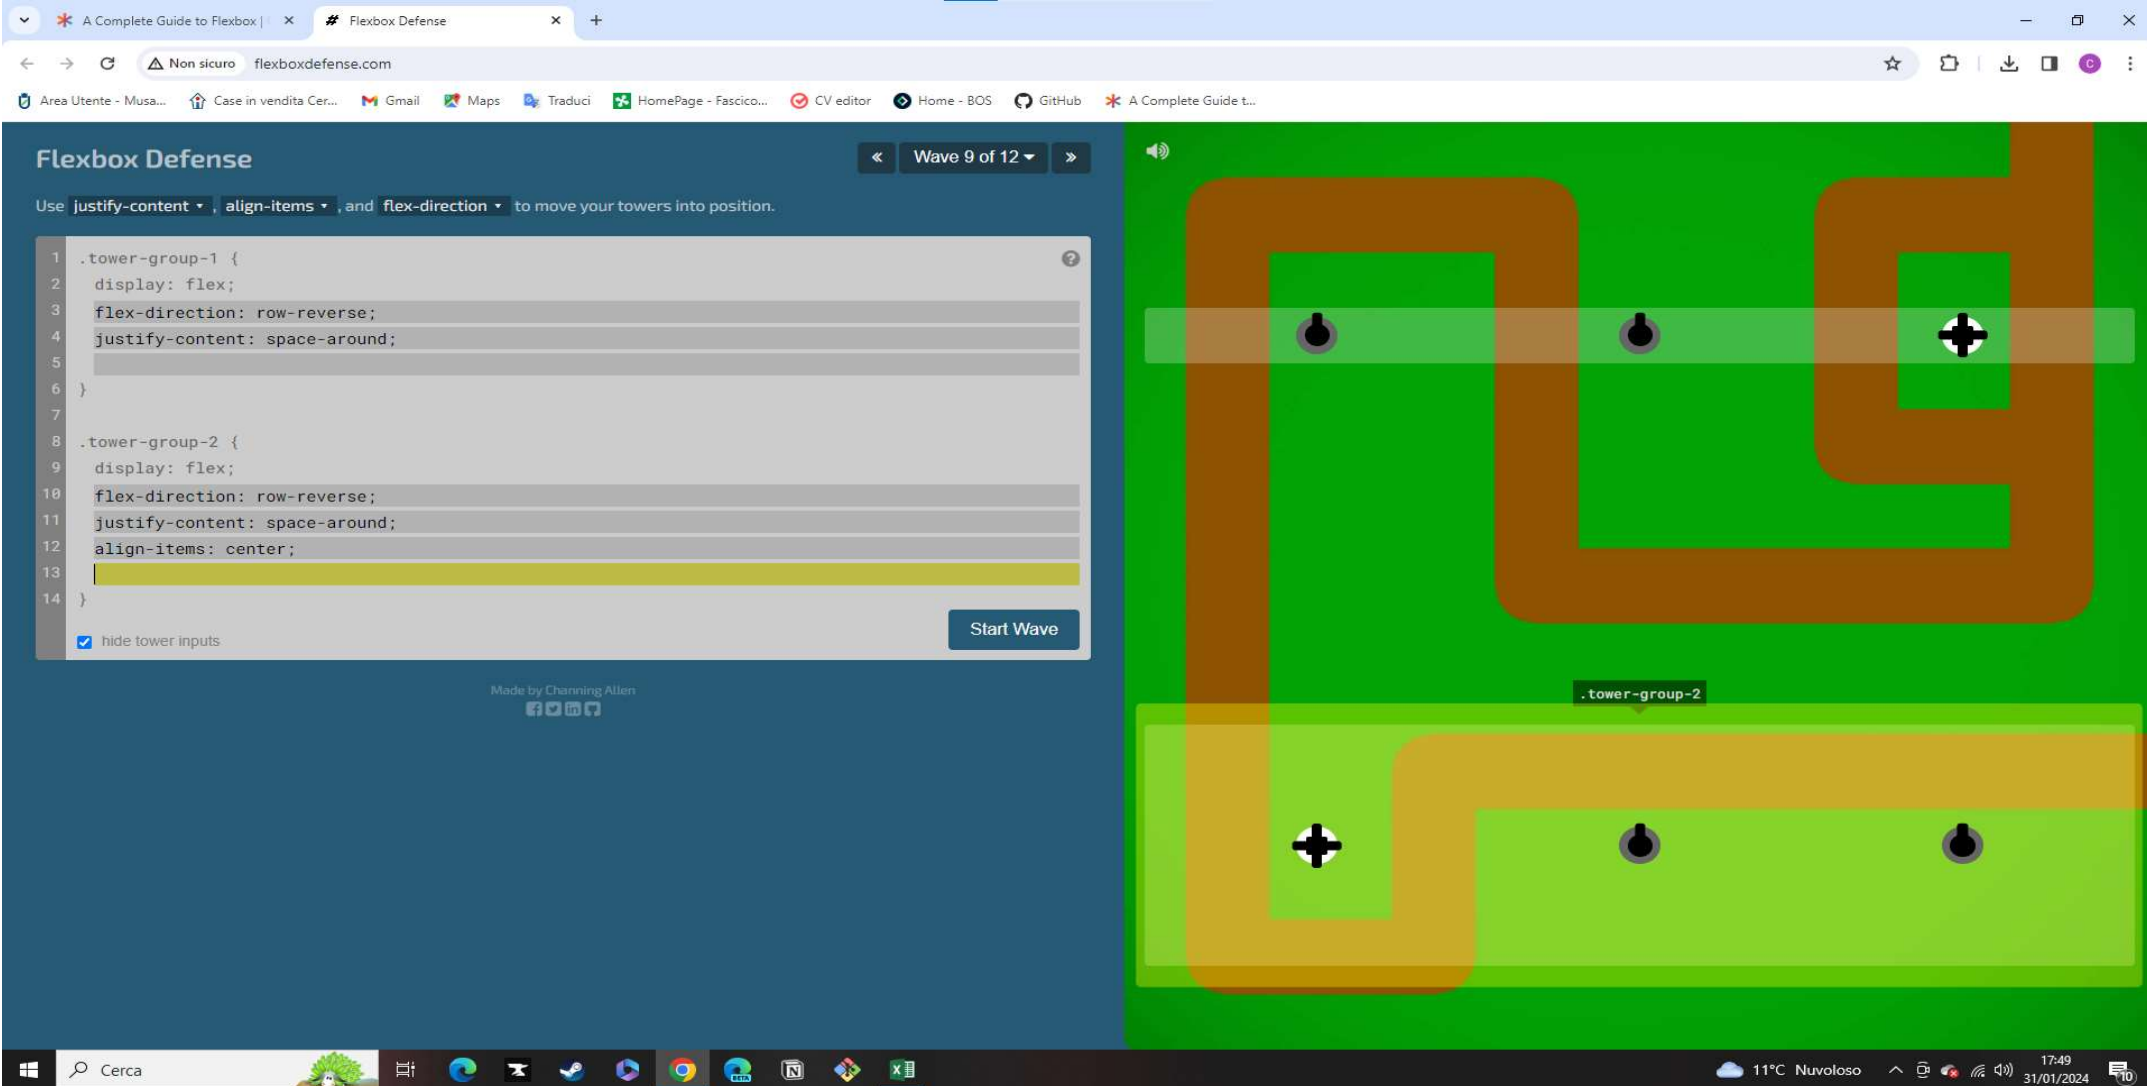 A Complete Guide to Flexbox |
Flexbox Defense
Non sicuro
flexboxdefense.com
Area Utente - Musa...
Case in vendita Cer...
Gmail
Maps
Traduci
HomePage - Fascico...
CV editor
Home - BOS
GitHub
A Complete Guide t...
C
Flexbox Defense
« Wave 9 of 12 »
Use justify-content , align-items , and flex-direction to move your towers into position.
1 .tower-group-1 {
2 display: flex;
3 flex-direction: row-reverse;
4 justify-content: space-around;
5
6 }
7
8 .tower-group-2 {
9 display: flex;
10 flex-direction: row-reverse;
11 justify-content: space-around;
12 align-items: center;
13
14 }
hide tower inputs
Start Wave
Made by Channing Allen
.tower-group-2
Cerca
BETA
11°C Nuvoloso
17:49
31/01/2024
10